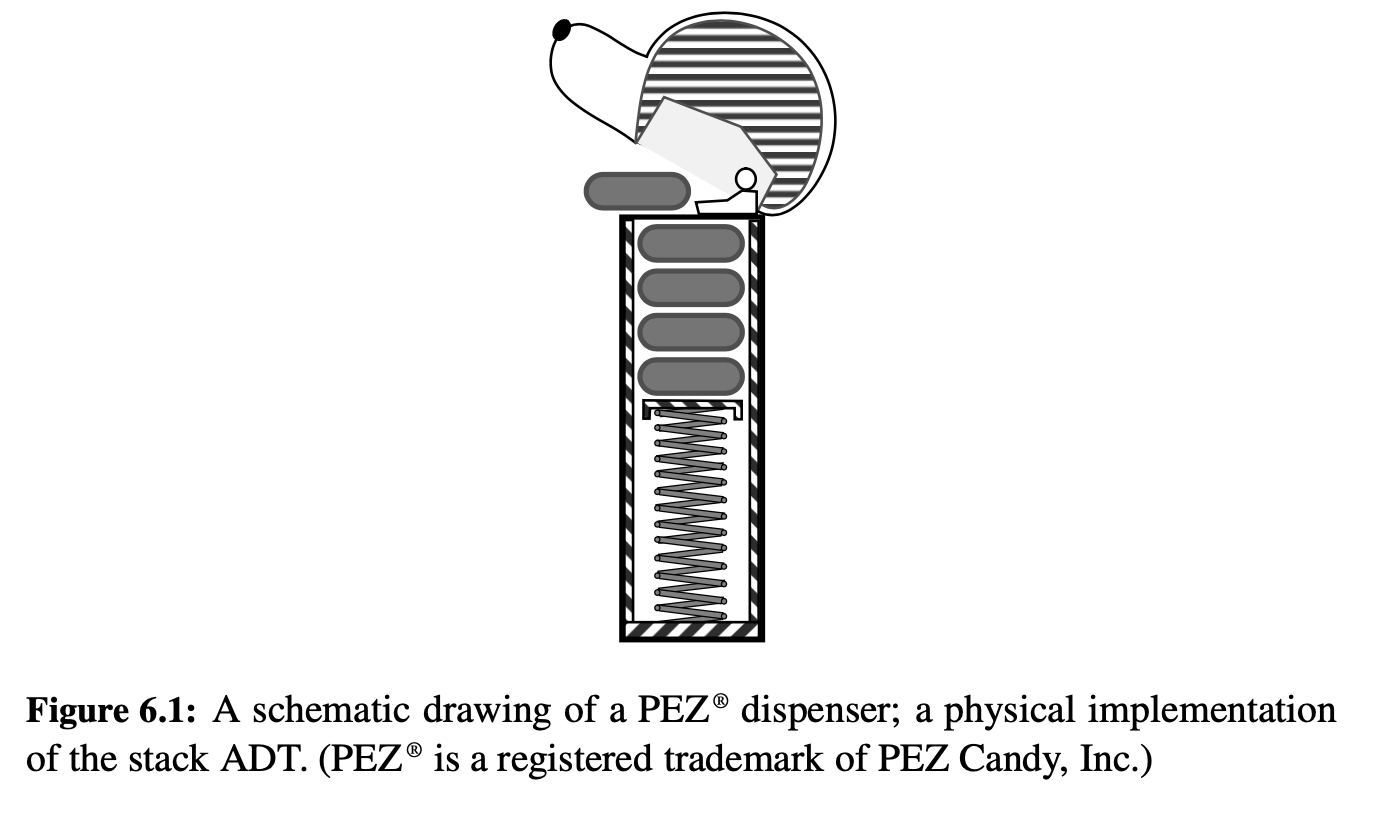 Figure 6.1: A schematic drawing of a PEZ® dispenser; a physical implementation
of the stack ADT. (PEZ® is a registered trademark of PEZ Candy, Inc.)